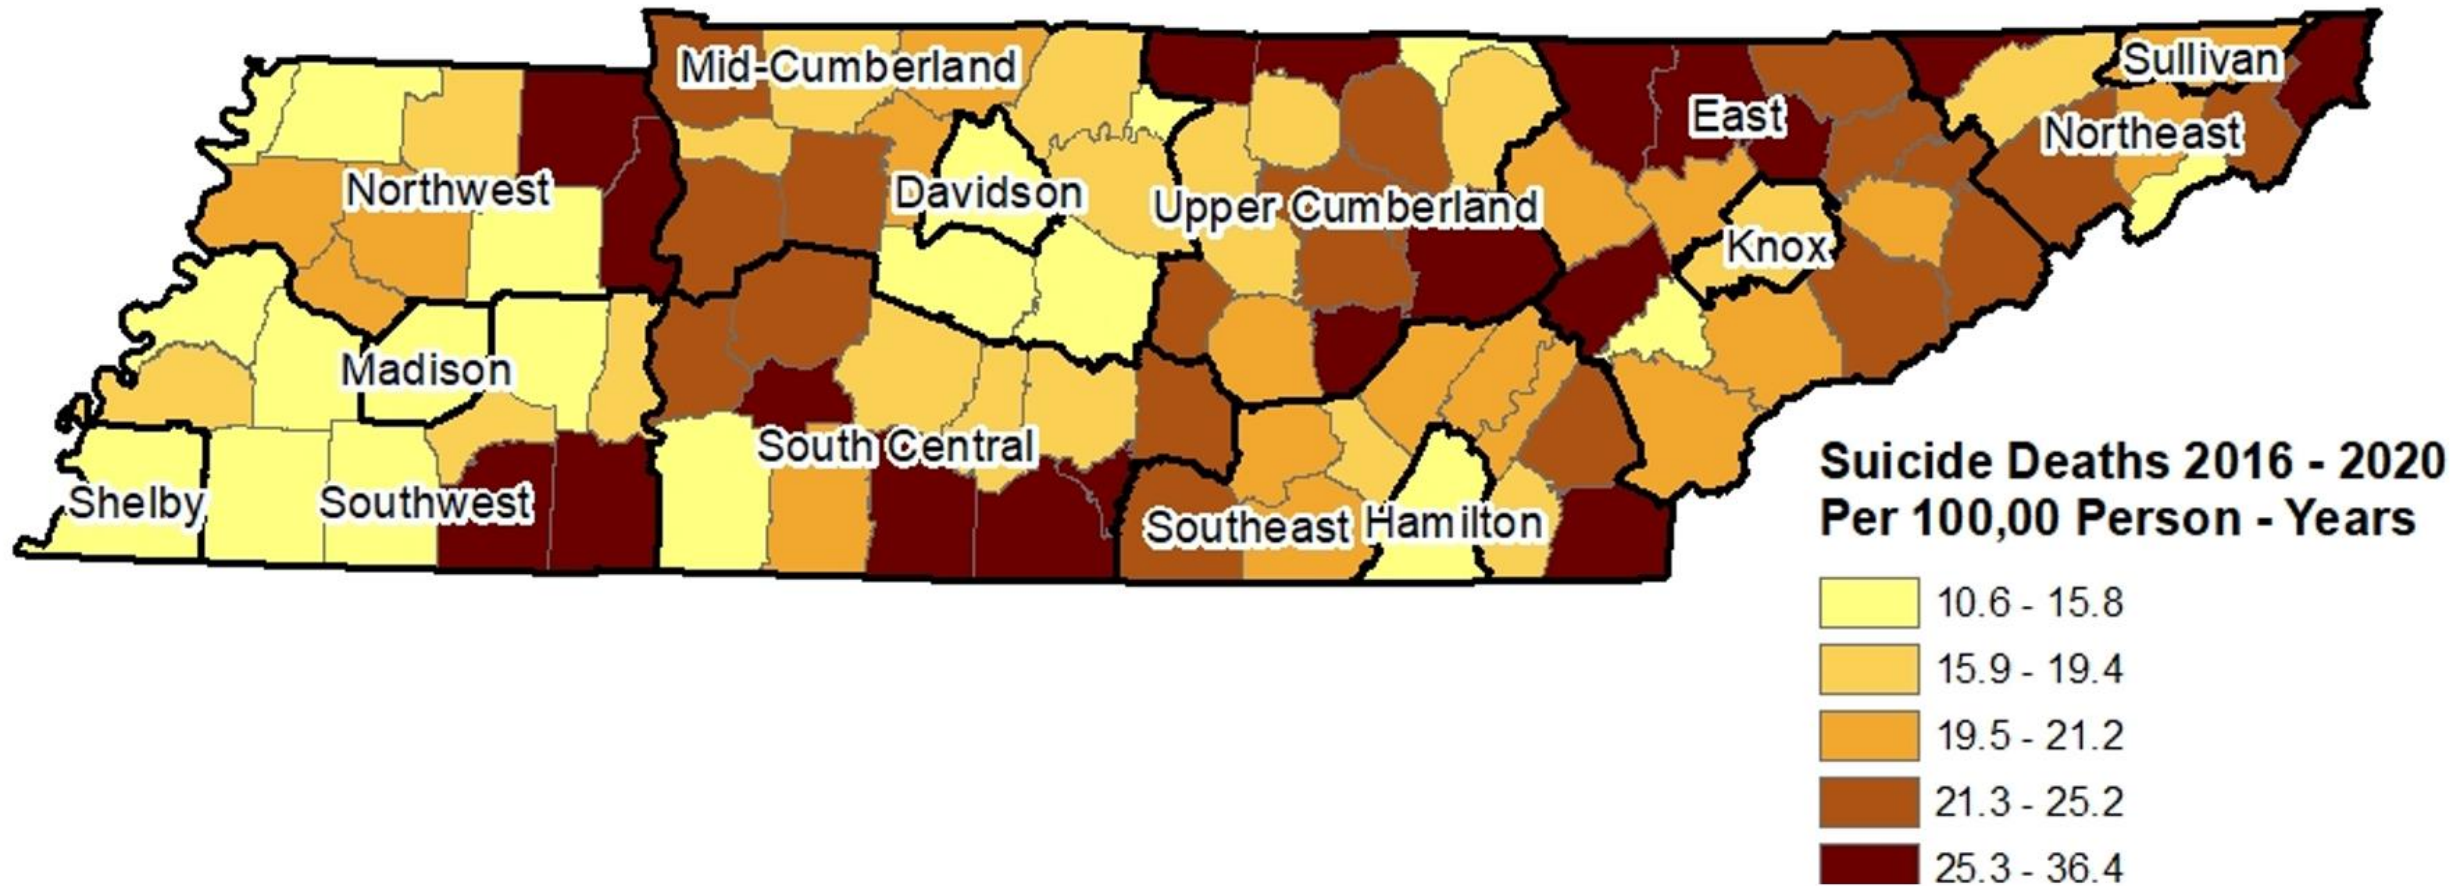 Mid-Cumberland
Sullivan
East
Northeast
Northwest
Davidson
Upper Cumberland
Knox
Madison
South Central
Shelby
Southwest
Southeast
Hamilton
Suicide Deaths 2016 - 2020
Per 100,00 Person - Years
10.6 - 15.8
15.9 - 19.4
19.5 - 21.2
21.3 - 25.2
25.3 - 36.4